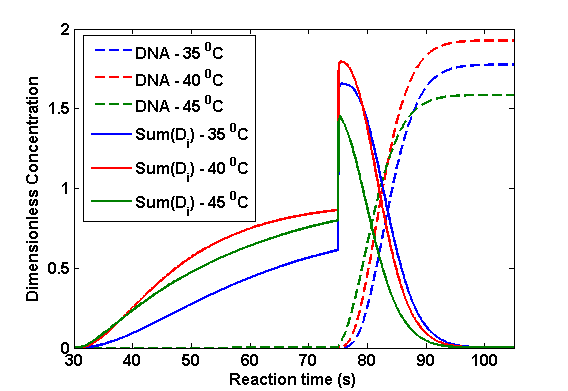 2
1.5
1
0.5
0
Dimensionless Concentration
DNA - 35 ⁰C
DNA - 40 ⁰C
DNA - 45 ⁰C
Sum(Dᵢ) - 35 ⁰C
Sum(Dᵢ) - 40 ⁰C
Sum(Dᵢ) - 45 ⁰C
30 40 50 60 70 80 90 100
Reaction time (s)